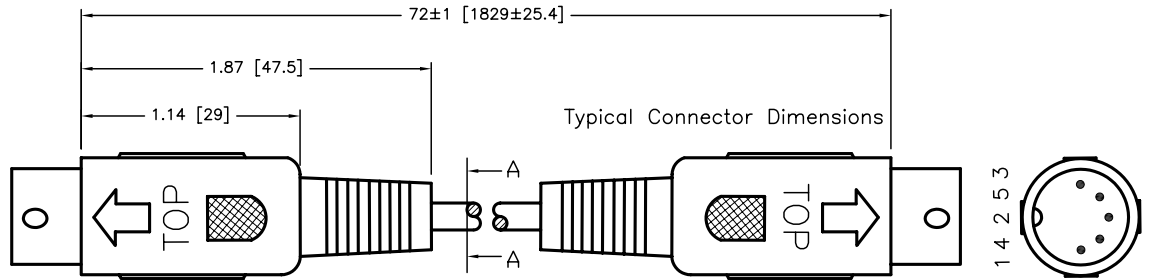 72±1 [1829±25.4]
1.87 [47.5]
1.14 [29]
Typical Connector Dimensions
A
TOP
TOP
1 4 2 5 3
A